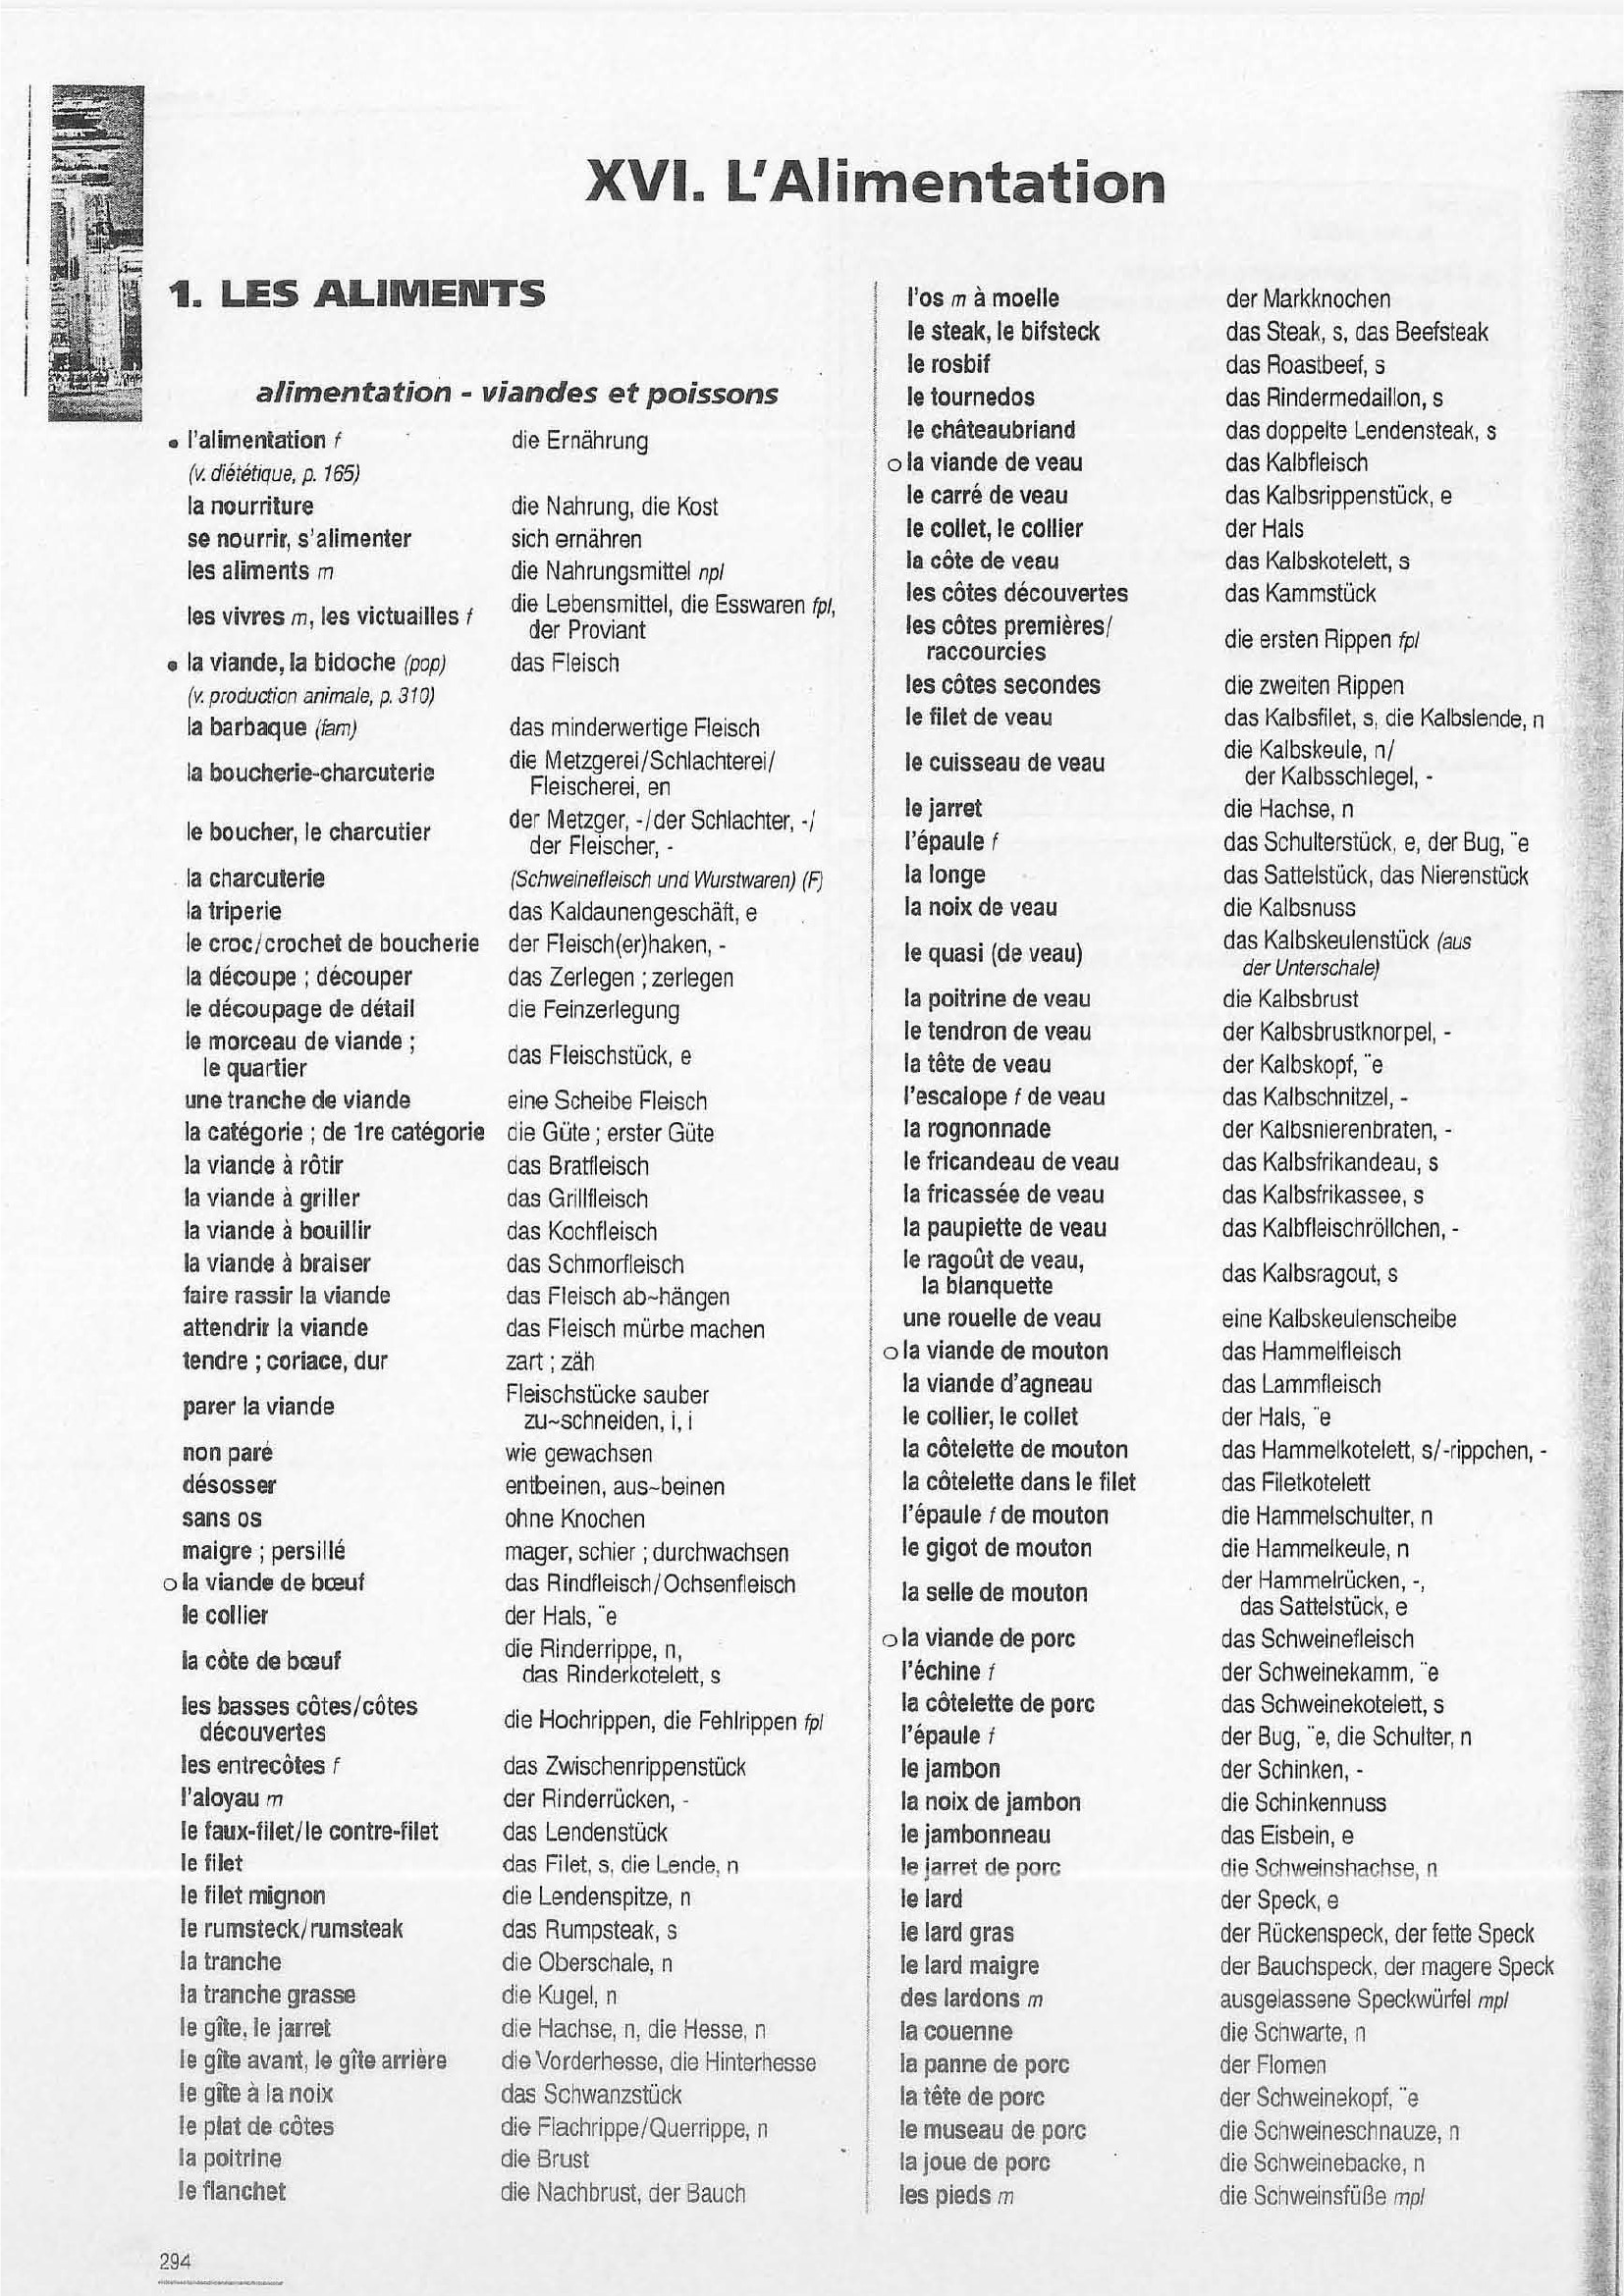 XVI. L'Alimentation
1. LES ALIMENTS
alimentation - viandes et poissons
• l'alimentation f die Ernährung
(v. diététique, p. 165)
la nourriture die Nahrung, die Kost
se nourrir, s'alimenter sich ernähren
les aliments m die Nahrungsmittel npl
les vivres m, les victuailles f die Lebensmittel, die Esswaren fpl,
der Proviant
• la viande, la bidoche (pop) das Fleisch
(v. production animale, p. 310)
la barbaque (fam) das minderwertige Fleisch
la boucherie-charcuterie die Metzgerei/Schlachterei/
Fleischerei, en
le boucher, le charcutier der Metzger, -/der Schlachter, -/
der Fleischer, -
la charcuterie (Schweinefleisch und Wurstwaren) (F)
la triperie das Kaldaunengeschäft, e
le croc/crochet de boucherie der Fleisch(er)haken, -
la découpe ; découper das Zerlegen ; zerlegen
le découpage de détail die Feinzerlegung
le morceau de viande ;
le quartier das Fleischstück, e
une tranche de viande eine Scheibe Fleisch
la catégorie ; de 1re catégorie die Güte ; erster Güte
la viande à rôtir das Bratfleisch
la viande à griller das Grillfleisch
la viande à bouillir das Kochfleisch
la viande à braiser das Schmorfleisch
faire rassir la viande das Fleisch ab~hängen
attendrir la viande das Fleisch mürbe machen
tendre ; coriace, dur zart ; zäh
parer la viande Fleischstücke sauber
zu~schneiden, i, i
non paré wie gewachsen
désosser entbeinen, aus~beinen
sans os ohne Knochen
maigre ; persillé mager, schier ; durchwachsen
o la viande de bœuf das Rindfleisch/Ochsenfleisch
le collier der Hals, ¨e
la côte de bœuf die Rinderrippe, n,
das Rinderkotelett, s
les basses côtes/côtes
découvertes die Hochrippen, die Fehlrippen fpl
les entrecôtes f das Zwischenrippenstück
l'aloyau m der Rinderrücken, -
le faux-filet/le contre-filet das Lendenstück
le filet das Filet, s, die Lende, n
le filet mignon die Lendenspitze, n
le rumsteck/rumsteak das Rumpsteak, s
la tranche die Oberschale, n
la tranche grasse die Kugel, n
le gîte, le jarret die Hachse, n, die Hesse, n
le gîte avant, le gîte arrière die Vorderhesse, die Hinterhesse
le gîte à la noix das Schwanzstück
le plat de côtes die Flachrippe/Querrippe, n
la poitrine die Brust
le flanchet die Nachbrust, der Bauch
l'os m à moelle der Markknochen
le steak, le bifsteck das Steak, s, das Beefsteak
le rosbif das Roastbeef, s
le tournedos das Rindermedaillon, s
le châteaubriand das doppelte Lendensteak, s
o la viande de veau das Kalbfleisch
le carré de veau das Kalbsrippenstück, e
le collet, le collier der Hals
la côte de veau das Kalbskotelett, s
les côtes découvertes das Kammstück
les côtes premières/
raccourcies die ersten Rippen fpl
les côtes secondes die zweiten Rippen
le filet de veau das Kalbsfilet, s, die Kalbslende, n
le cuisseau de veau die Kalbskeule, n/
der Kalbsschlegel, -
le jarret die Hachse, n
l'épaule f das Schulterstück, e, der Bug, ¨e
la longe das Sattelstück, das Nierenstück
la noix de veau die Kalbsnuss
le quasi (de veau) das Kalbskeulenstück (aus
der Unterschale)
la poitrine de veau die Kalbsbrust
le tendron de veau der Kalbsbrustknorpel, -
la tête de veau der Kalbskopf, ¨e
l'escalope f de veau das Kalbschnitzel, -
la rognonnade der Kalbsnierenbraten, -
le fricandeau de veau das Kalbsfrikandeau, s
la fricassée de veau das Kalbsfrikassee, s
la paupiette de veau das Kalbfleischröllchen, -
le ragoût de veau,
la blanquette das Kalbsragout, s
une rouelle de veau eine Kalbskeulenscheibe
o la viande de mouton das Hammelfleisch
la viande d'agneau das Lammfleisch
le collier, le collet der Hals, ¨e
la côtelette de mouton das Hammelkotelett, s/-rippchen, -
la côtelette dans le filet das Filetkotelett
l'épaule f de mouton die Hammelschulter, n
le gigot de mouton die Hammelkeule, n
la selle de mouton der Hammelrücken, -,
das Sattelstück, e
o la viande de porc das Schweinefleisch
l'échine f der Schweinekamm, ¨e
la côtelette de porc das Schweinekotelett, s
l'épaule f der Bug, ¨e, die Schulter, n
le jambon der Schinken, -
la noix de jambon die Schinkennuss
le jambonneau das Eisbein, e
le jarret de porc die Schweinshachse, n
le lard der Speck, e
le lard gras der Rückenspeck, der fette Speck
le lard maigre der Bauchspeck, der magere Speck
des lardons m ausgelassene Speckwürfel mpl
la couenne die Schwarte, n
la panne de porc der Flomen
la tête de porc der Schweinekopf, ¨e
le museau de porc die Schweineschnauze, n
la joue de porc die Schweinebacke, n
les pieds m die Schweinsfüße mpl
294